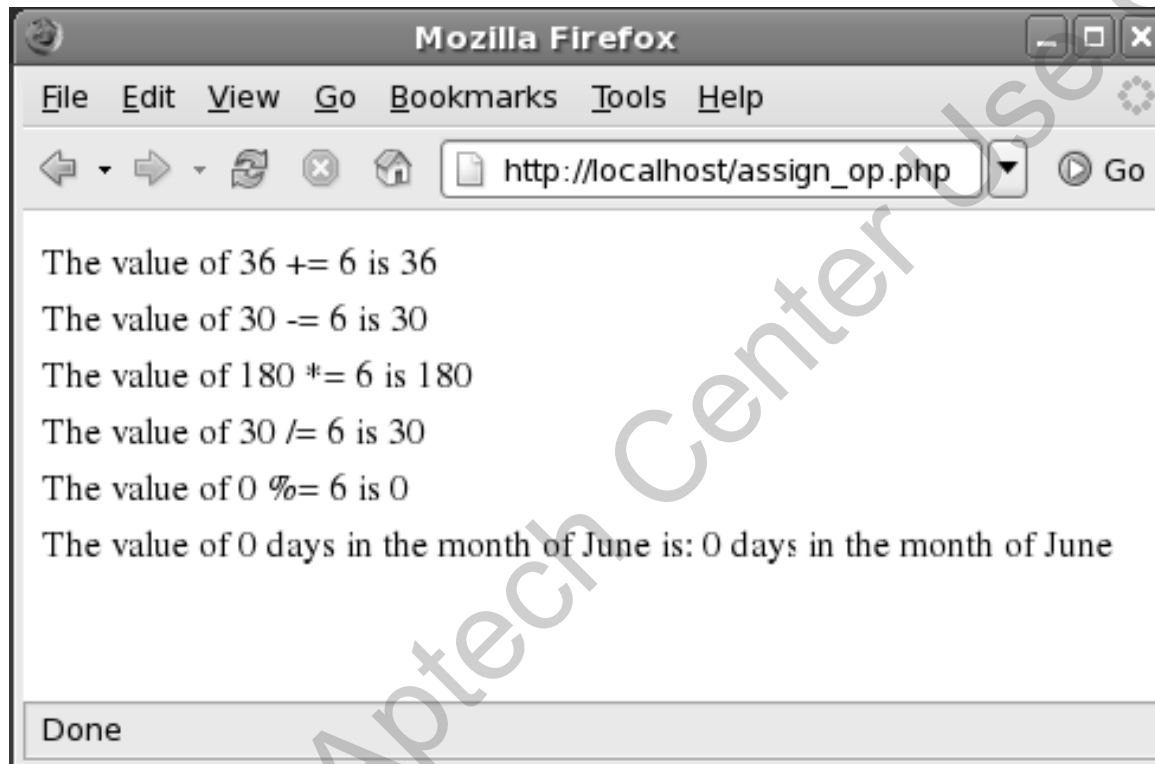 Mozilla Firefox
File Edit View Go Bookmarks Tools Help
http://localhost/assign_op.php Go
The value of 36 += 6 is 36
The value of 30 -= 6 is 30
The value of 180 *= 6 is 180
The value of 30 /= 6 is 30
The value of 0 %= 6 is 0
The value of 0 days in the month of June is: 0 days in the month of June
Done
Aptech Center Use